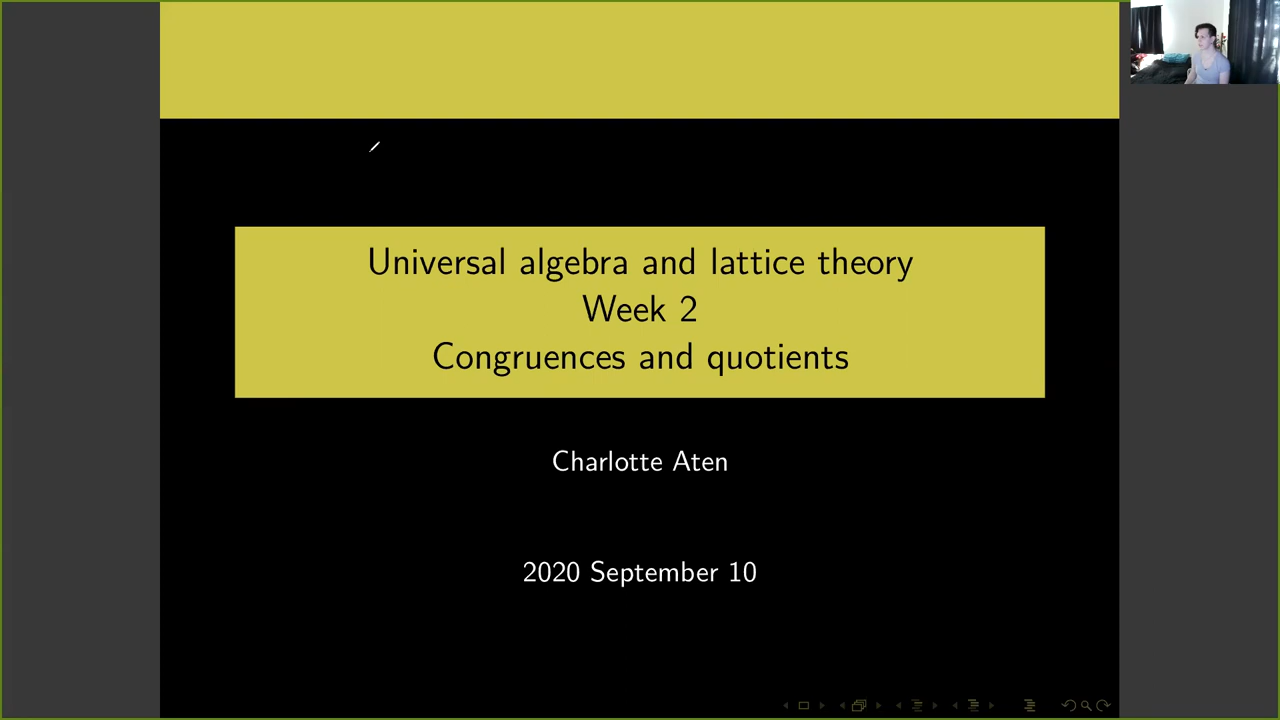 Universal algebra and lattice theory
Week 2
Congruences and quotients
Charlotte Aten
2020 September 10